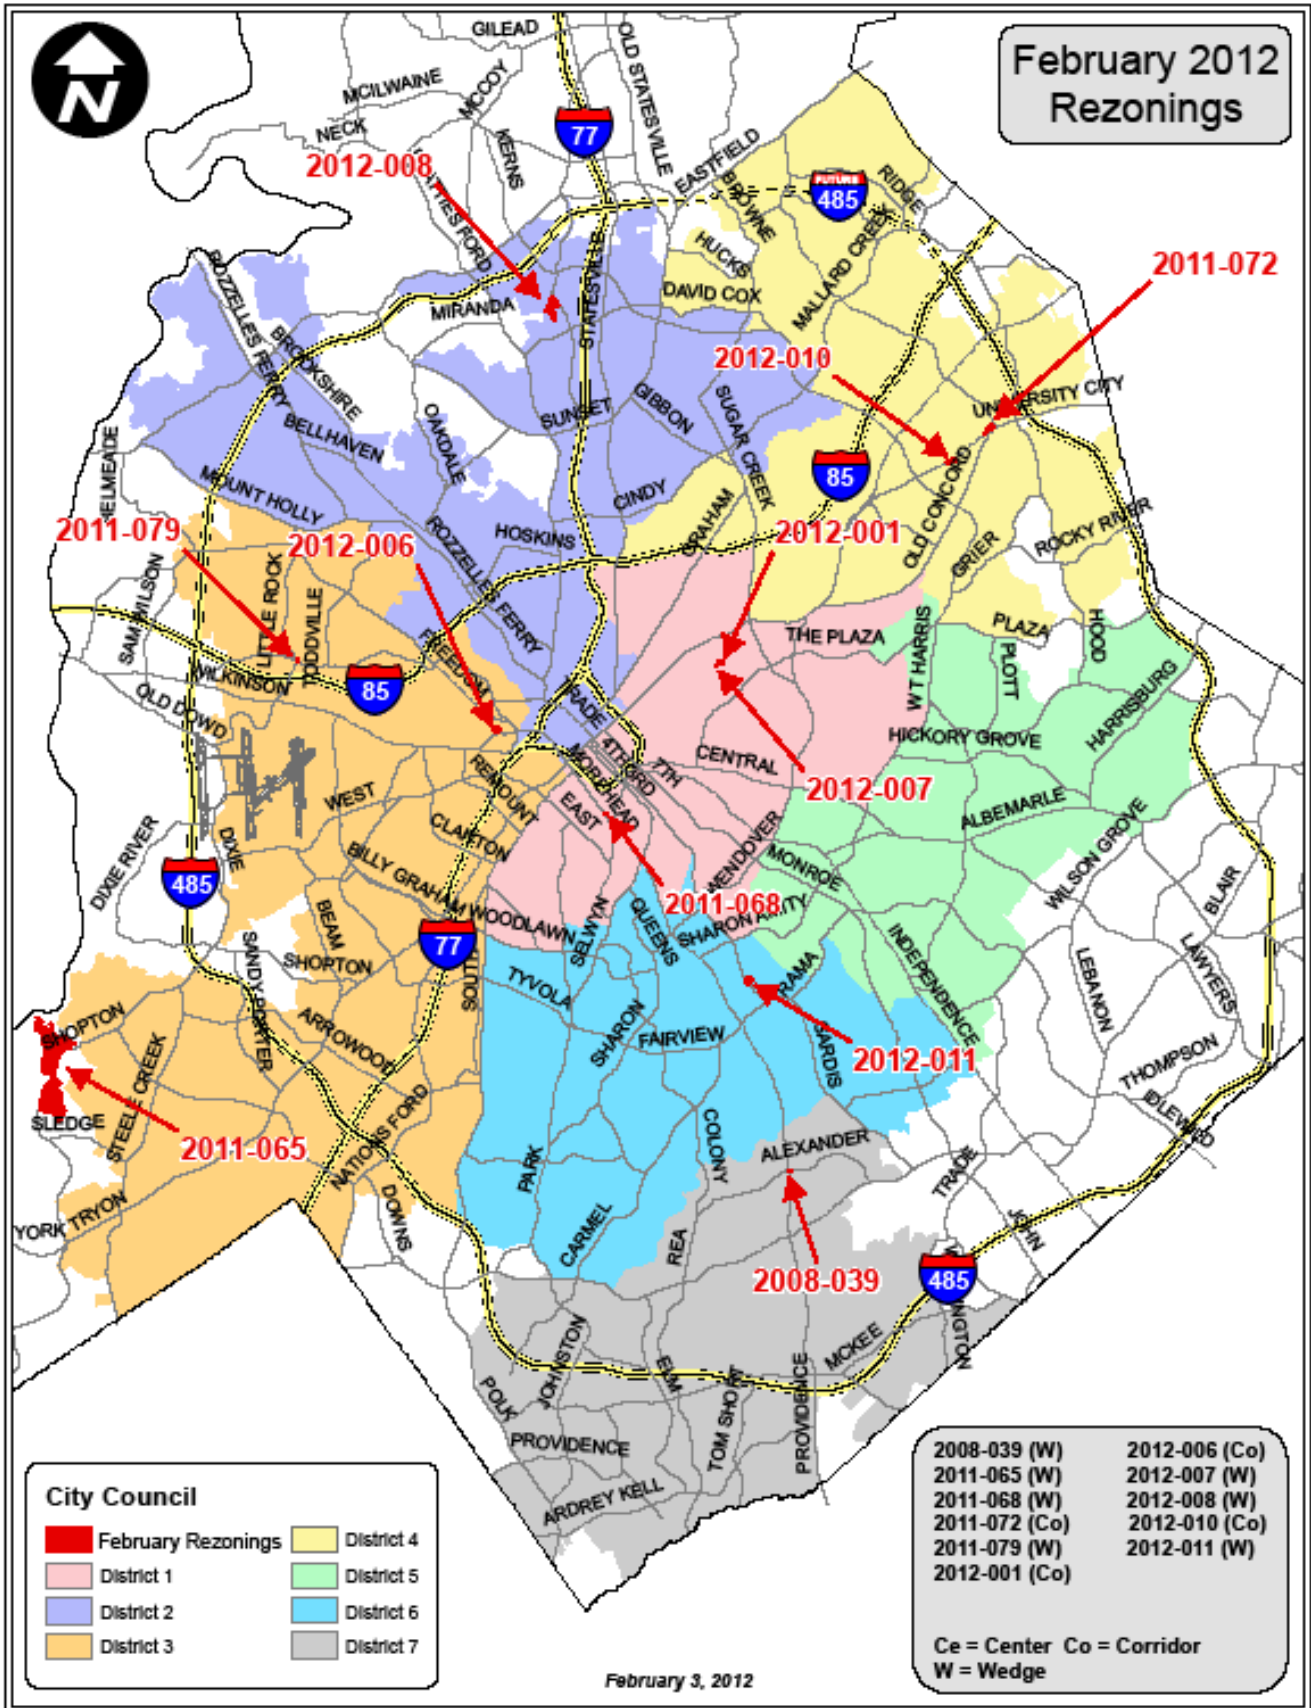 February 2012
Rezonings
N
GILEAD
OLD STATESVILLE
MCILWAINE
MCCOY
NECK
KERNS
77
EASTFIELD
2012-008
BROWNE
RIDGE
FUTURE
485
ROZZELLES FERRY
HUCKS
MALLARD CREEK
2011-072
STATESVILLE
DAVID COX
MIRANDA
BROOKSHIRE
2012-010
UNIVERSITY CITY
SUNSET
GIBBON
SUGAR CREEK
OAKDALE
BELLHAVEN
85
OLD CONCORD
MOUNT HOLLY
CINDY
GRAHAM
HOSKINS
ROZZELLES FERRY
2011-079
2012-006
2012-001
GRIER
ROCKY RIVER
SAM WILSON
LITTLE ROCK
TODDVILLE
THE PLAZA
WT HARRIS
PLAZA
HOOD
PLOTT
FREEDOM
WILKINSON
85
OLD DOWD
TRADE
HARRISBURG
HICKORY GROVE
4TH
7TH
CENTRAL
MOREHEAD
2012-007
REMOUNT
WEST
EAST
ALBEMARLE
CLANTON
DIXIE
DIXIE RIVER
WENDOVER
MONROE
WILSON GROVE
BILLY GRAHAM
WOODLAWN
485
2011-068
BLAIR
BEAM
SELWYN
QUEENS
SHARON AMITY
77
SHOPTON
SANDY PORTER
TYVOLA
RAMA
INDEPENDENCE
LEBANON
LAWYERS
SHOPTON
ARROWOOD
SHARON
FAIRVIEW
SARDIS
2012-011
THOMPSON
STEELE CREEK
IDLEWILD
SLEDGE
2011-065
NATIONS FORD
COLONY
ALEXANDER
PARK
TRADE
YORK
TRYON
DOWNS
CARMEL
REA
JOHN
2008-039
485
JOHNSTON
MCKEE
ELM
POLK
TOM SHORT
PROVIDENCE
PROVIDENCE
ARDREY KELL
City Council
February Rezonings
District 1
District 2
District 3
District 4
District 5
District 6
District 7
February 3, 2012
2008-039 (W)
2011-065 (W)
2011-068 (W)
2011-072 (Co)
2011-079 (W)
2012-001 (Co)
2012-006 (Co)
2012-007 (W)
2012-008 (W)
2012-010 (Co)
2012-011 (W)
Ce = Center Co = Corridor
W = Wedge